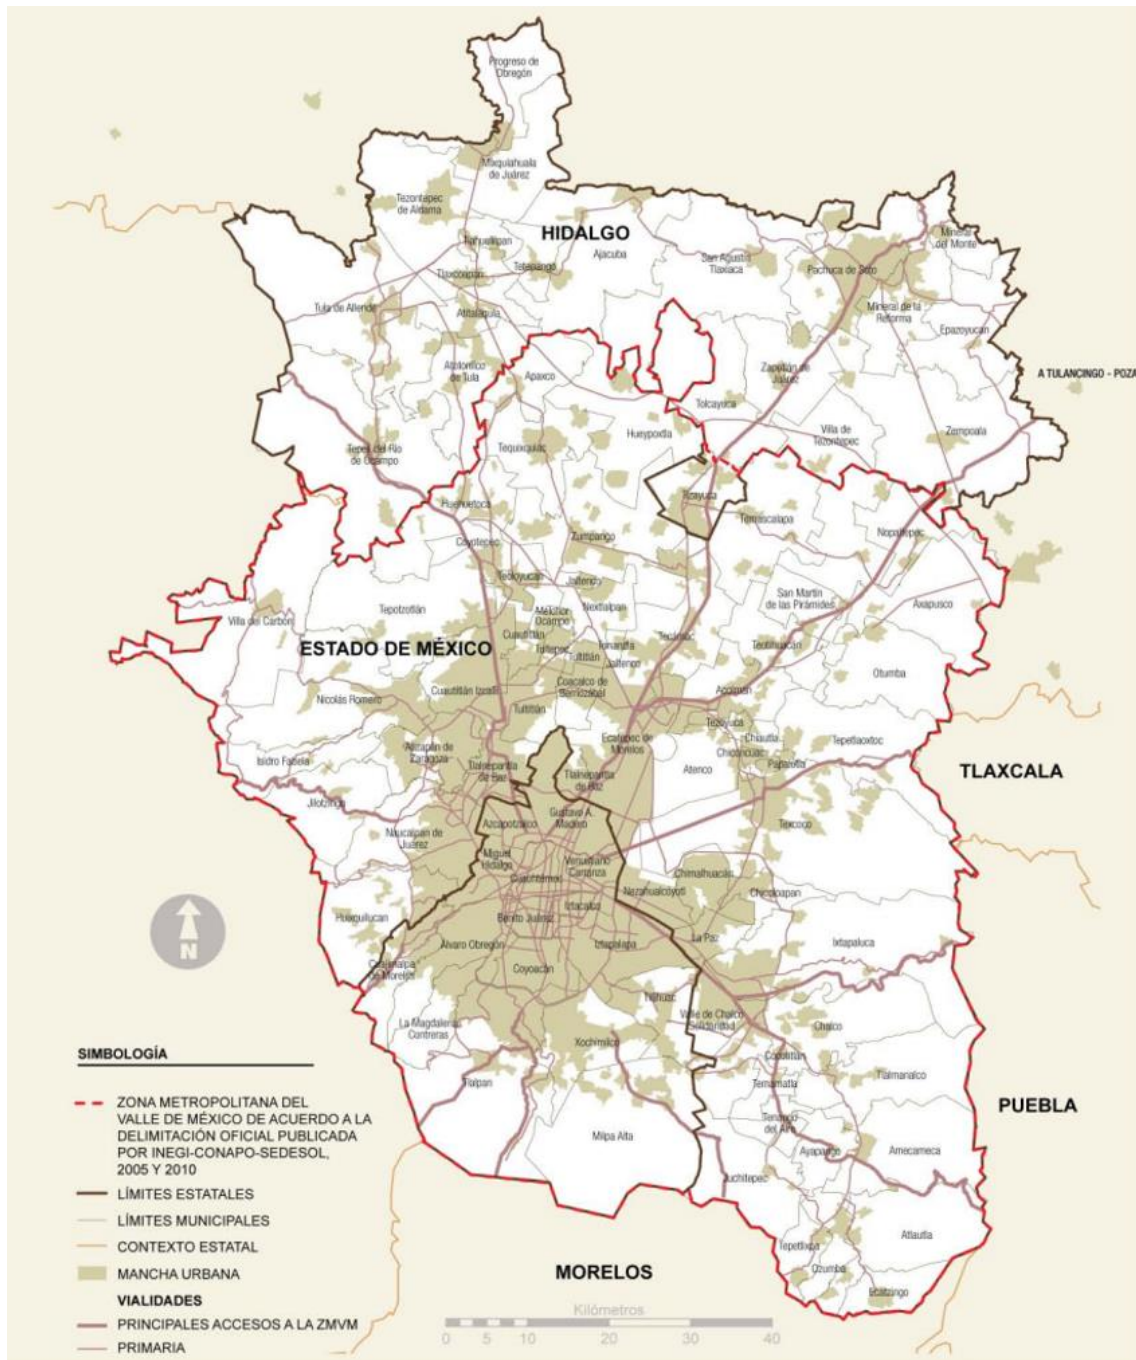 Progreso de
Obregón
Mixquiahuala
de Juárez
Tezontepec
de Aldama
HIDALGO
Mineral
del Monte
Tlahuelilpan
Ajacuba
San Agustín
Tlaxiaca
Tetepango
Pachuca de Soto
Tlaxcoapan
Tula de Allende
Atitalaquia
Mineral de la
Reforma
Epazoyucan
Atotonilco
de Tula
Apaxco
Zapotlán de
Juárez
A TULANCINGO - POZA
Tolcayuca
Villa de
Tezontepec
Zempoala
Hueypoxtla
Tepeji del Río
de Ocampo
Tequixquiac
Huehuetoca
Tizayuca
Temascalapa
Nopaltepec
Coyotepec
Zumpango
Teoloyucan
Jaltenco
San Martín
de las Pirámides
Axapusco
Tepotzotlán
Melchor
Ocampo
Nextlalpan
Villa del Carbón
Cuautitlán
Tecámac
Teotihuacán
ESTADO DE MÉXICO
Tultepec
Tonanitla
Tultitlán
Jaltenco
Otumba
Cuautitlán Izcalli
Coacalco de
Berriozábal
Acolman
Nicolás Romero
Tultitlán
Tezoyuca
Ecatepec de
Morelos
Chiautla
Tepetlaoxtoc
Atizapán de
Zaragoza
Chiconcuac
Isidro Fabela
Tlalnepantla
de Baz
Tlalnepantla
de Baz
Atenco
Papalotla
TLAXCALA
Jilotzingo
Azcapotzalco
Gustavo A.
Madero
Texcoco
Naucalpan de
Juárez
Miguel
Hidalgo
Venustiano
Carranza
Cuauhtémoc
Chimalhuacán
Nezahualcóyotl
Chicoloapan
Iztacalco
Huixquilucan
Benito Juárez
La Paz
Ixtapaluca
Álvaro Obregón
Iztapalapa
Cuajimalpa
de Morelos
Coyoacán
Tláhuac
N
La Magdalena
Contreras
Valle de Chalco
Solidaridad
Chalco
Xochimilco
Cocotitlán
Tlalmanalco
Tlalpan
Temamatla
Tenango
del Aire
Milpa Alta
Ayapango
Amecameca
PUEBLA
Juchitepec
Atlautla
Tepetlixpa
Ozumba
Ecatzingo
MORELOS
SIMBOLOGÍA
ZONA METROPOLITANA DEL
VALLE DE MÉXICO DE ACUERDO A LA
DELIMITACIÓN OFICIAL PUBLICADA
POR INEGI-CONAPO-SEDESOL,
2005 Y 2010
LÍMITES ESTATALES
LÍMITES MUNICIPALES
CONTEXTO ESTATAL
MANCHA URBANA
VIALIDADES
PRINCIPALES ACCESOS A LA ZMVM
PRIMARIA
Kilómetros
0 5 10 20 30 40